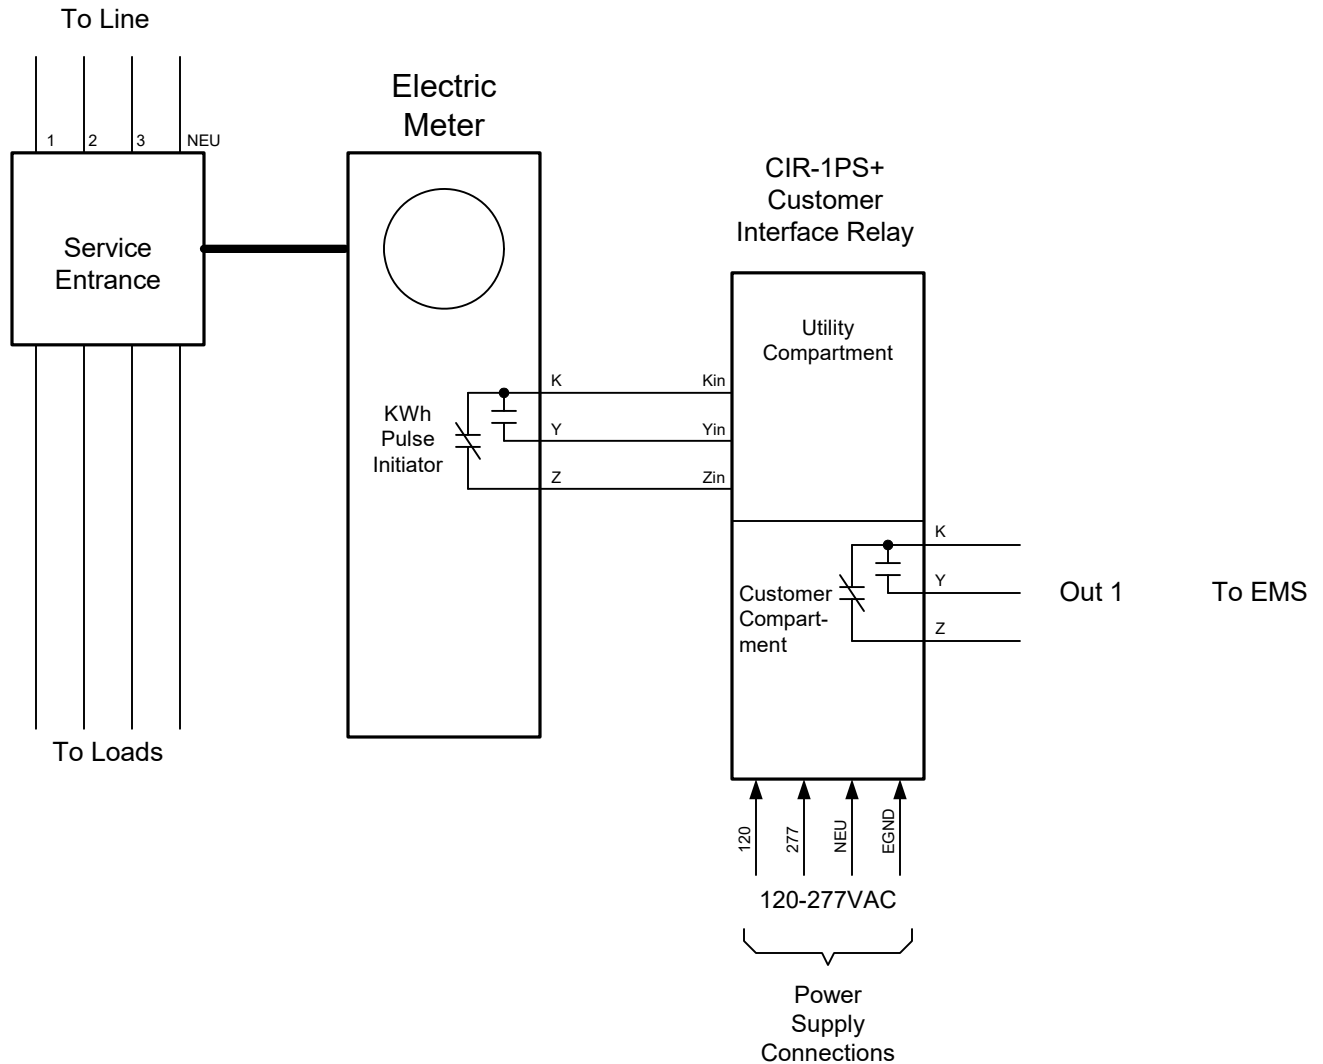 To Line
1
2
3
NEU
Service
Entrance
To Loads
Electric
Meter
KWh
Pulse
Initiator
K
Y
Z
Kin
Yin
Zin
CIR-1PS+
Customer
Interface Relay
Utility
Compartment
Customer
Compart-
ment
K
Y
Z
Out 1
To EMS
120
277
NEU
EGND
120-277VAC
Power
Supply
Connections